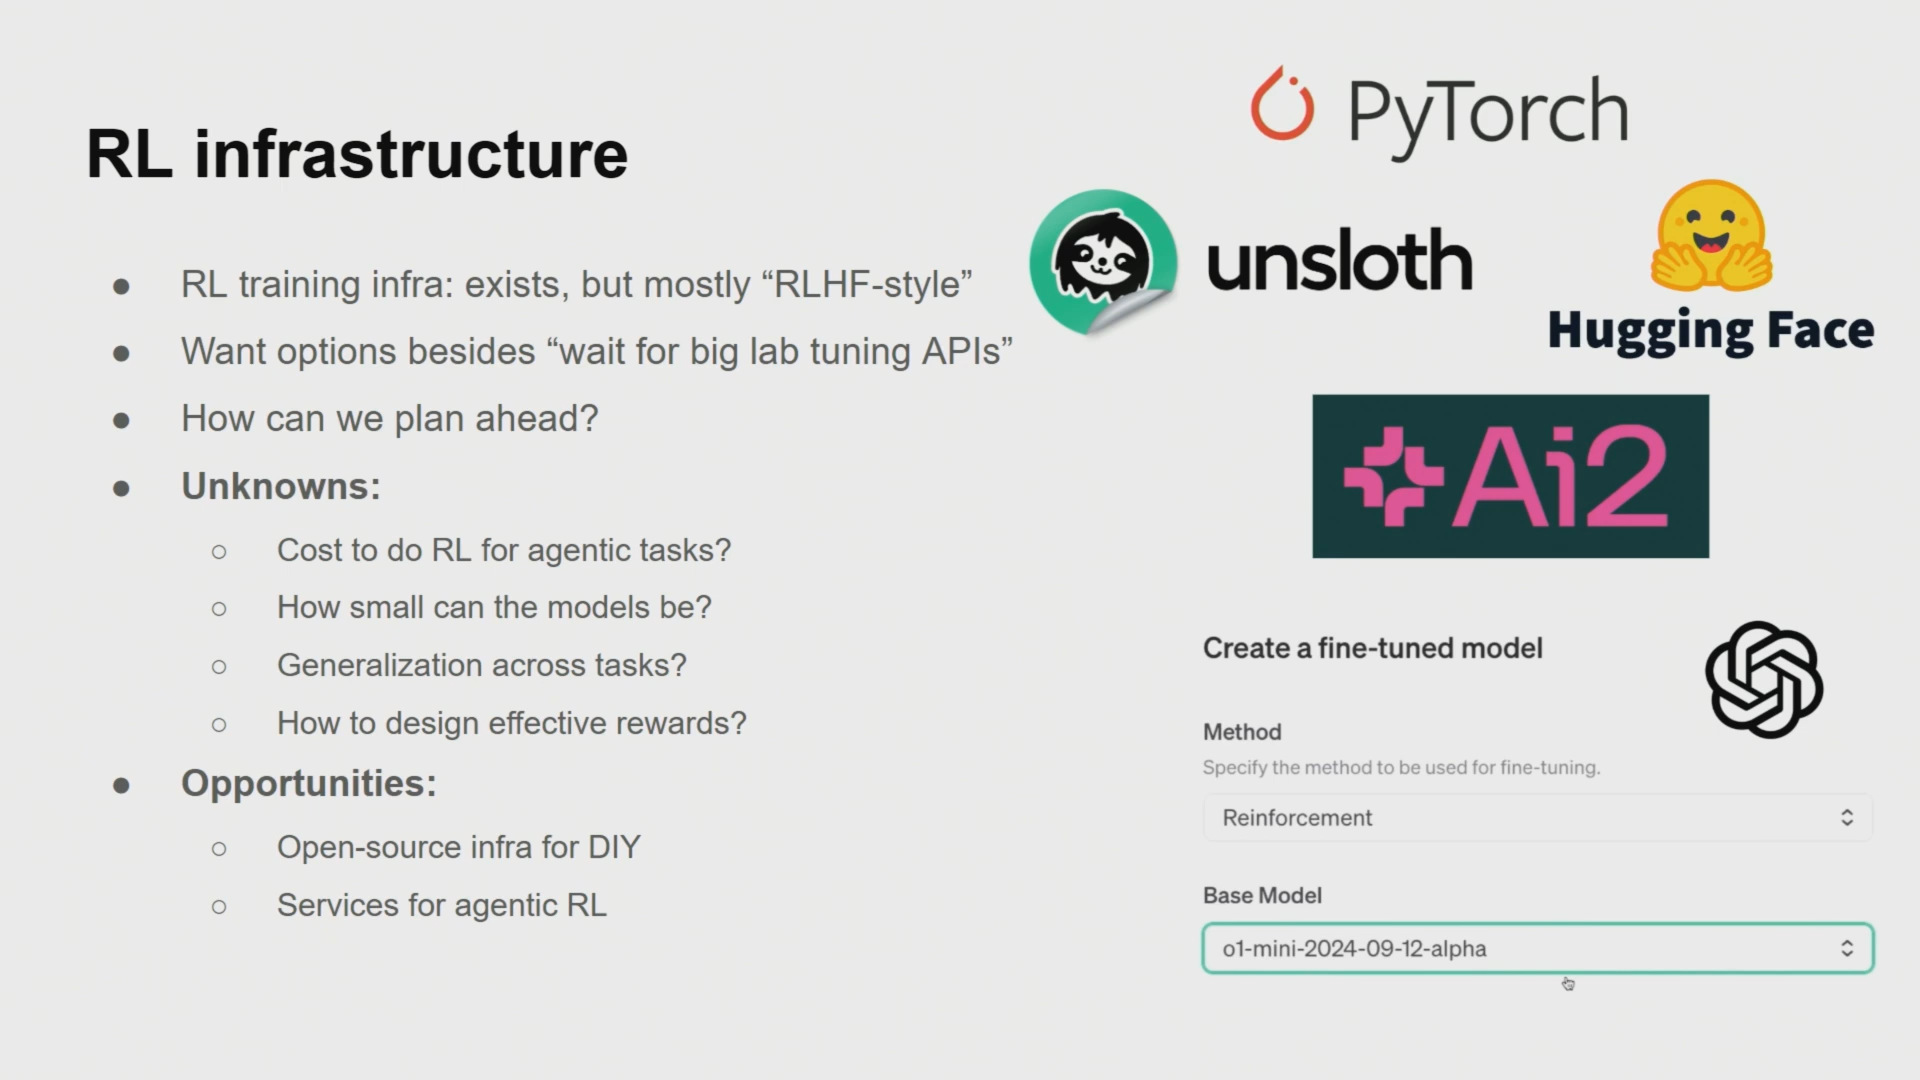 RL infrastructure
● RL training infra: exists, but mostly “RLHF-style”
● Want options besides “wait for big lab tuning APIs”
● How can we plan ahead?
● Unknowns:
○ Cost to do RL for agentic tasks?
○ How small can the models be?
○ Generalization across tasks?
○ How to design effective rewards?
● Opportunities:
○ Open-source infra for DIY
○ Services for agentic RL
PyTorch
unsloth
Hugging Face
Ai2
Create a fine-tuned model
Method
Specify the method to be used for fine-tuning.
Reinforcement
Base Model
o1-mini-2024-09-12-alpha